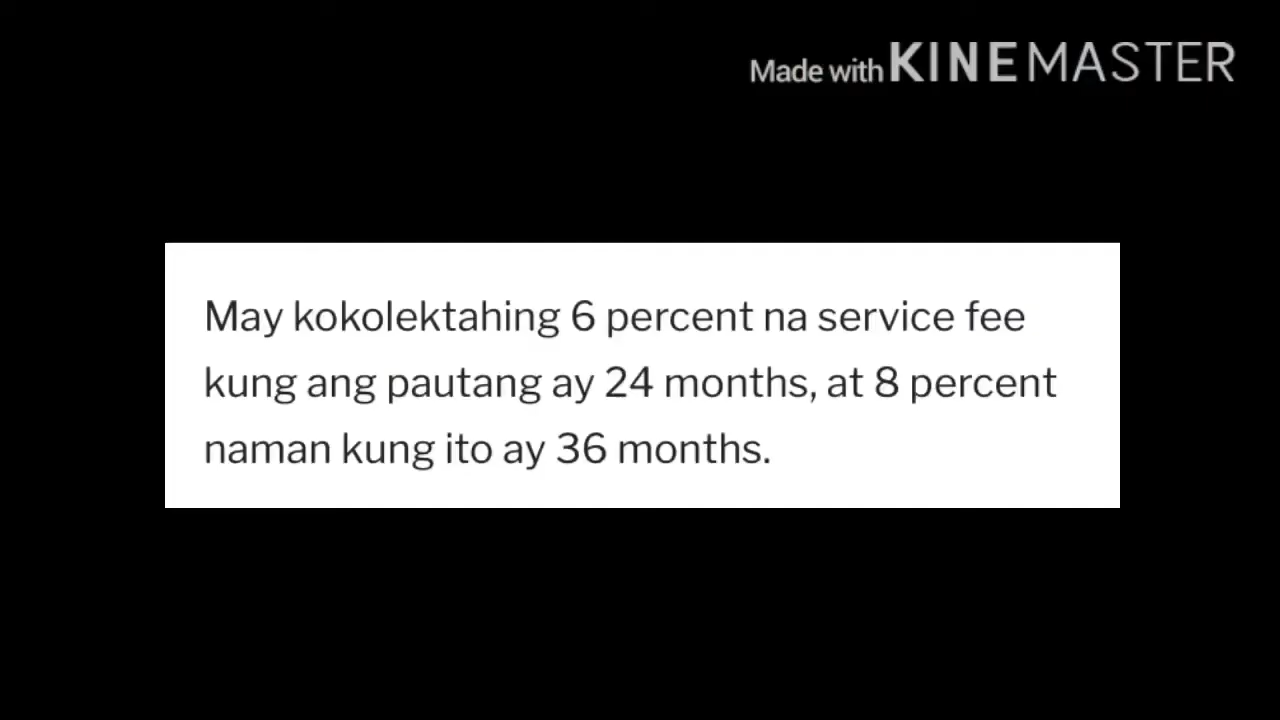 Made with KINEMASTER
May kokolektahing 6 percent na service fee
kung ang pautang ay 24 months, at 8 percent
naman kung ito ay 36 months.